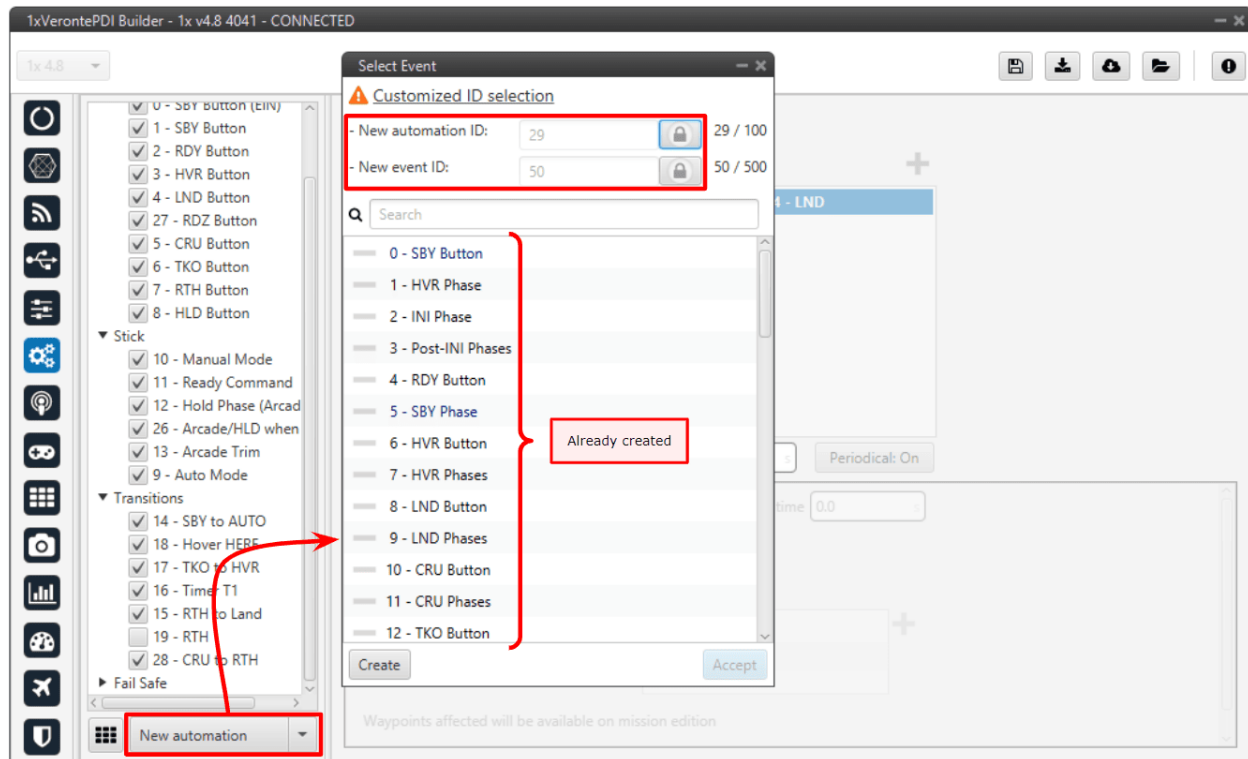 1xVerontePDI Builder - 1x v4.8 4041 - CONNECTED
1x 4.8
0 - SBY Button (EIN)
1 - SBY Button
2 - RDY Button
3 - HVR Button
4 - LND Button
27 - RDZ Button
5 - CRU Button
6 - TKO Button
7 - RTH Button
8 - HLD Button
Stick
10 - Manual Mode
11 - Ready Command
12 - Hold Phase (Arcad
26 - Arcade/HLD when
13 - Arcade Trim
9 - Auto Mode
Transitions
14 - SBY to AUTO
18 - Hover HERE
17 - TKO to HVR
16 - Timer T1
15 - RTH to Land
19 - RTH
28 - CRU to RTH
Fail Safe
New automation
Select Event
Customized ID selection
- New automation ID: 29 29 / 100
- New event ID: 50 50 / 500
Search
0 - SBY Button
1 - HVR Phase
2 - INI Phase
3 - Post-INI Phases
4 - RDY Button
5 - SBY Phase
6 - HVR Button
7 - HVR Phases
8 - LND Button
9 - LND Phases
10 - CRU Button
11 - CRU Phases
12 - TKO Button
Already created
Create
Accept
4 - LND
s
Periodical: On
time 0.0 s
Waypoints affected will be available on mission edition